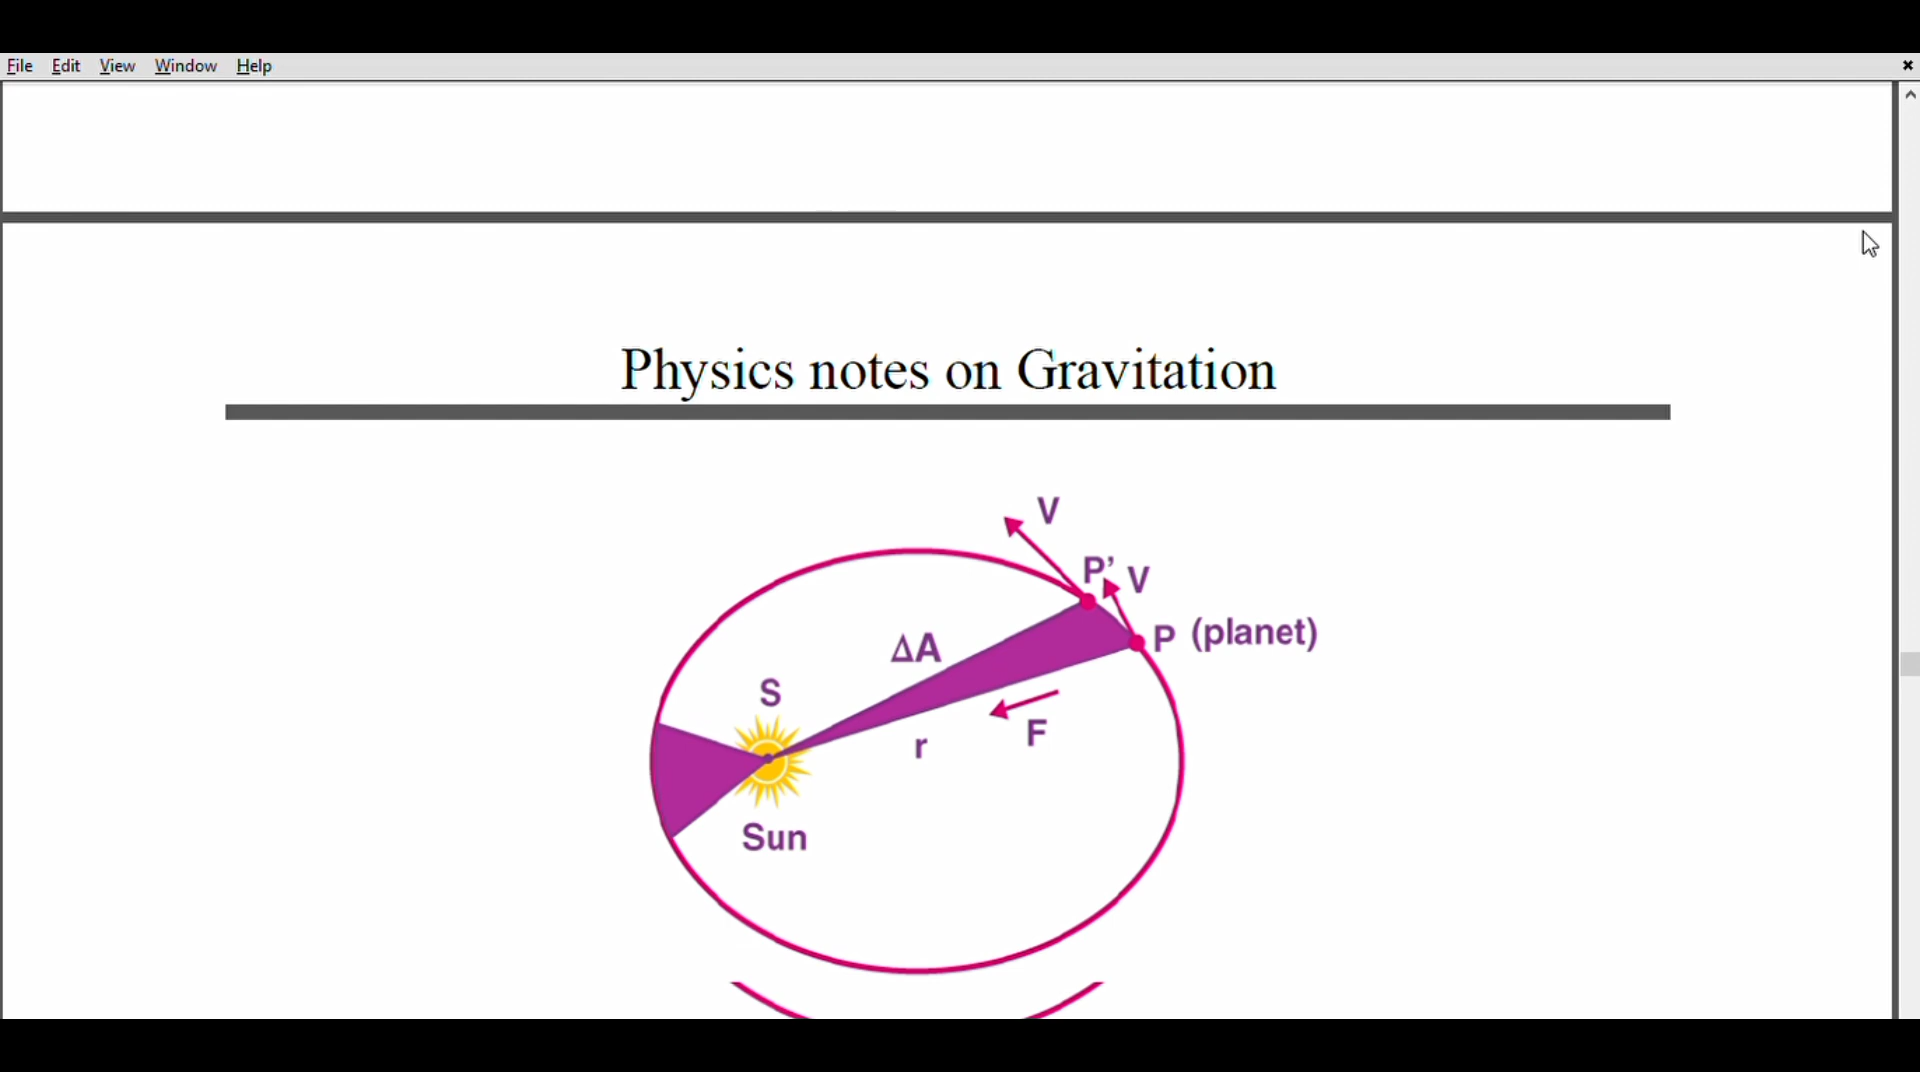 File Edit View Window Help
Physics notes on Gravitation
V
P’ V
P (planet)
ΔA
S
F
r
Sun